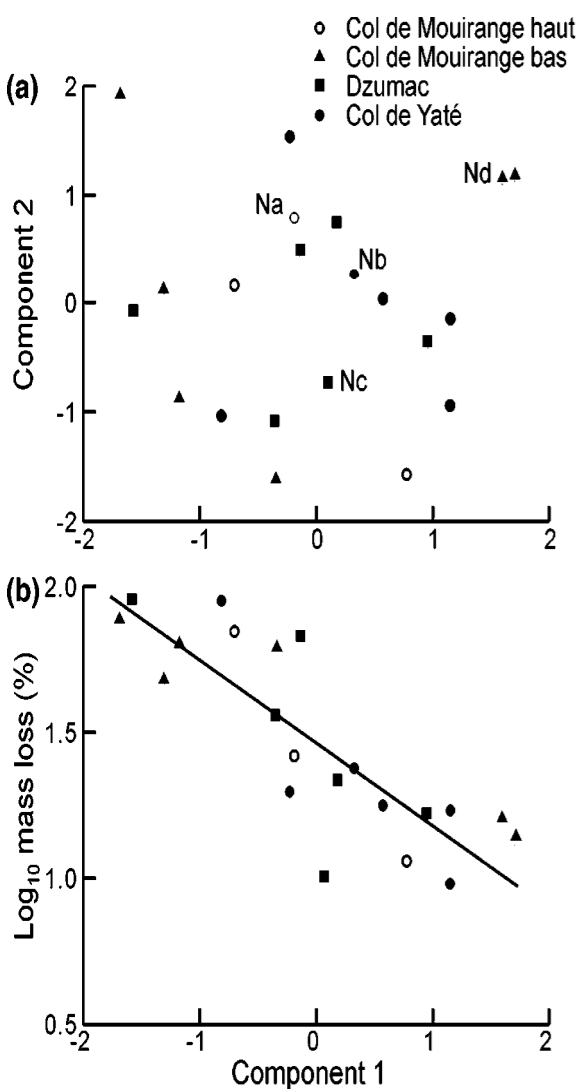 Col de Mouirange haut
Col de Mouirange bas
Dzumac
Col de Yaté
(a)
2
1
0
-1
-2
Component 2
Na
Nb
Nc
Nd
-2 -1 0 1 2
(b)
2.0
1.5
1.0
0.5
Log₁₀ mass loss (%)
-2 -1 0 1 2
Component 1